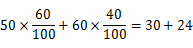 50 × 60/100 + 60 × 40/100 = 30 + 24